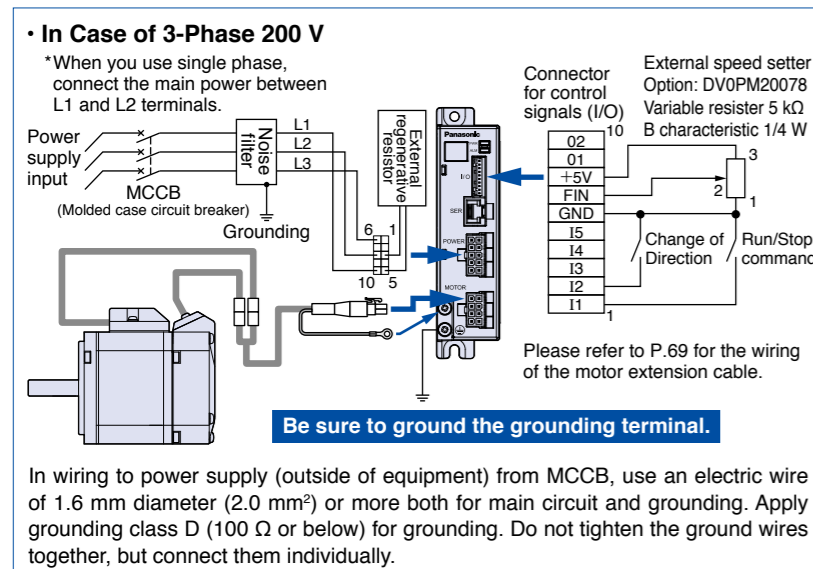 • In Case of 3-Phase 200 V
*When you use single phase,
connect the main power between
L1 and L2 terminals.
Power
supply
input
MCCB
(Molded case circuit breaker)
Noise
filter
Grounding
L1
L2
L3
External
regenerative
resistor
6 1
10 5
Panasonic
I/O
SER
POWER
MOTOR
Connector
for control
signals (I/O)
10
02
01
+5V
FIN
GND
I5
I4
I3
I2
I1
1
External speed setter
Option: DV0PM20078
Variable resister 5 kΩ
B characteristic 1/4 W
3
2
1
Change of
Direction
Run/Stop
command
Please refer to P.69 for the wiring
of the motor extension cable.
Be sure to ground the grounding terminal.
In wiring to power supply (outside of equipment) from MCCB, use an electric wire
of 1.6 mm diameter (2.0 mm²) or more both for main circuit and grounding. Apply
grounding class D (100 Ω or below) for grounding. Do not tighten the ground wires
together, but connect them individually.